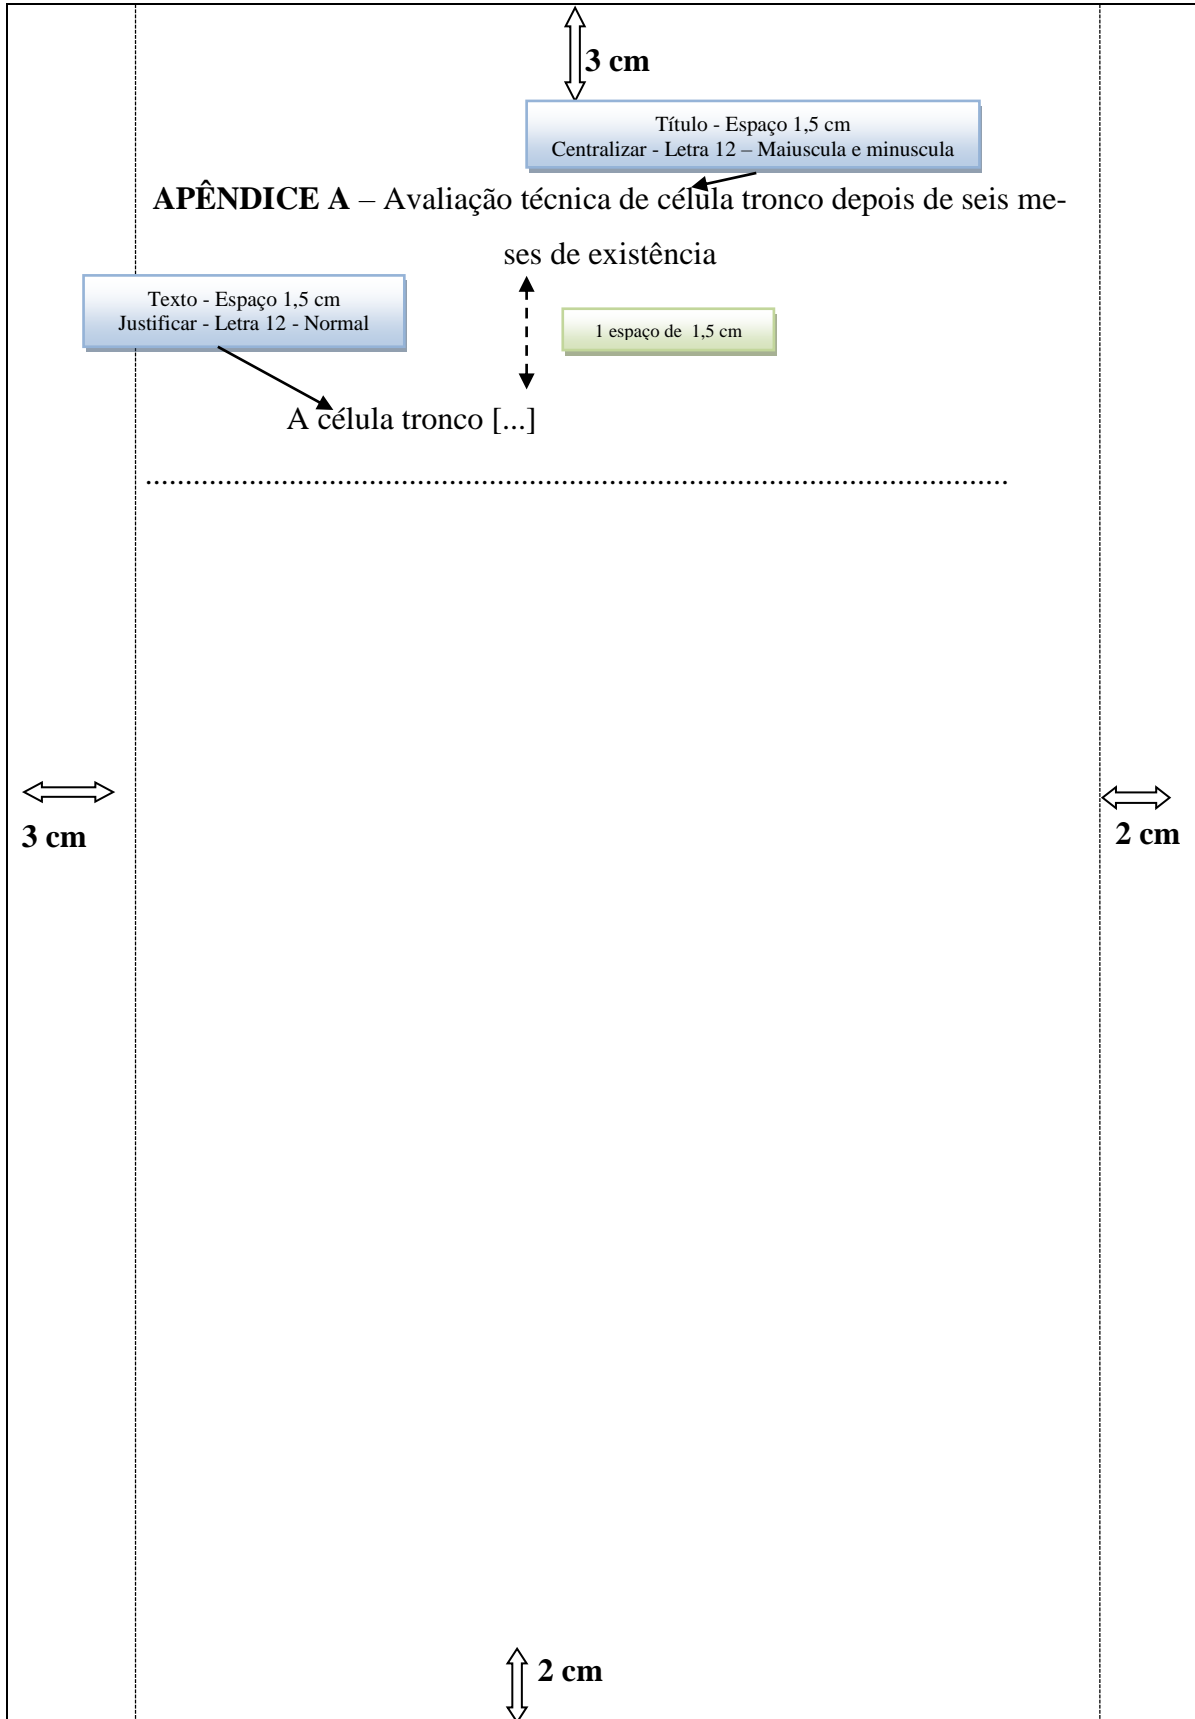 3 cm
Título - Espaço 1,5 cm
Centralizar - Letra 12 – Maiuscula e minuscula
APÊNDICE A – Avaliação técnica de célula tronco depois de seis me-
ses de existência
Texto - Espaço 1,5 cm
Justificar - Letra 12 - Normal
1 espaço de 1,5 cm
A célula tronco [...]
.............................................................................................................
3 cm
2 cm
2 cm